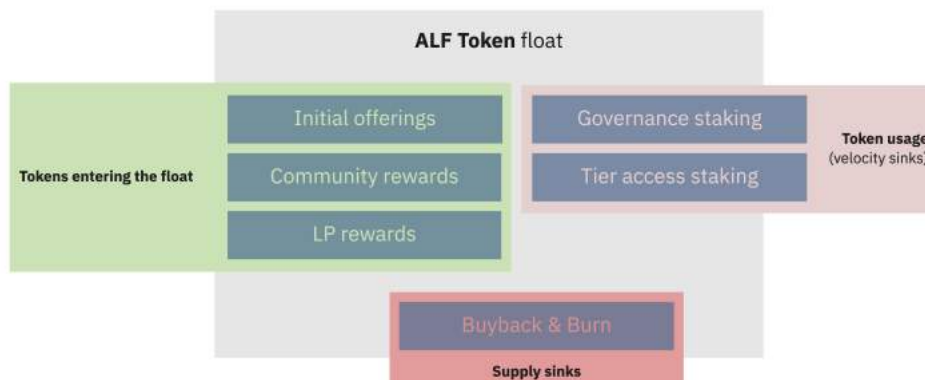 ALF Token float
Initial offerings
Community rewards
LP rewards
Tokens entering the float
Governance staking
Tier access staking
Token usage
(velocity sinks)
Buyback & Burn
Supply sinks